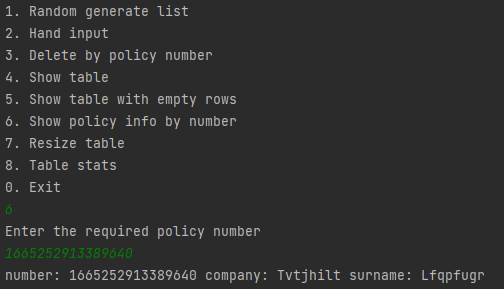 1. Random generate list
2. Hand input
3. Delete by policy number
4. Show table
5. Show table with empty rows
6. Show policy info by number
7. Resize table
8. Table stats
0. Exit
6
Enter the required policy number
1665252913389640
number: 1665252913389640 company: Tvtjhilt surname: Lfqpfugr